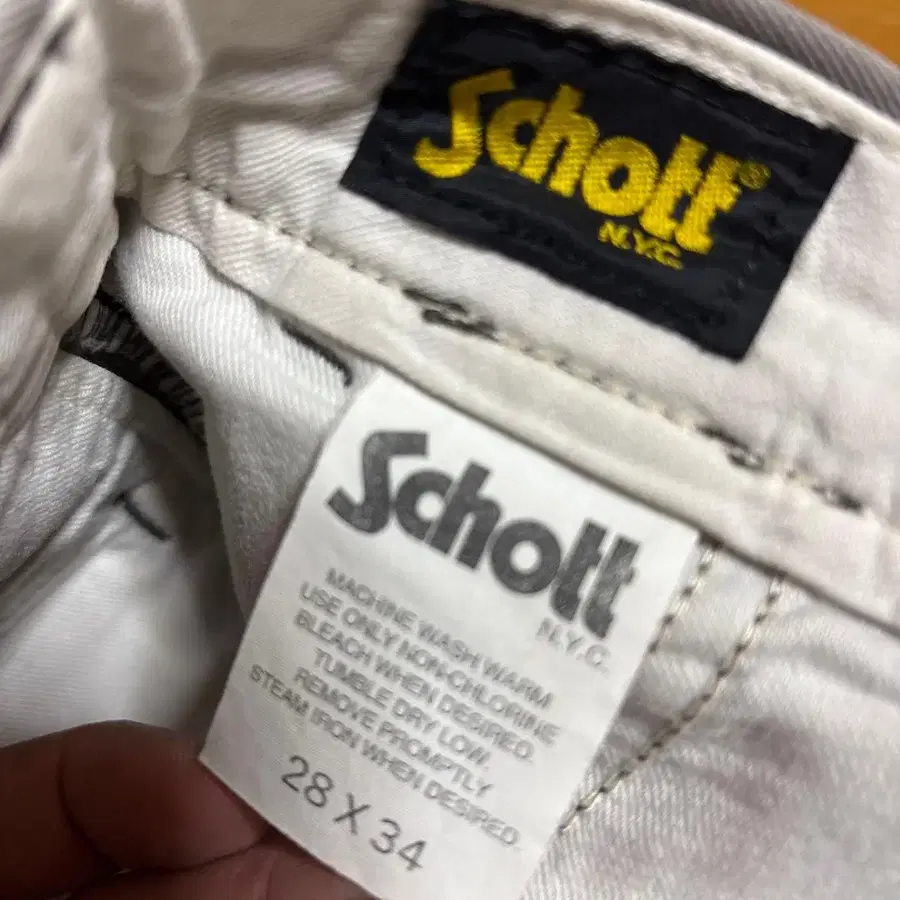 Schott®
N.Y.C.
Schott
N.Y.C.
MACHINE WASH WARM
USE ONLY NON-CHLORINE
BLEACH WHEN DESIRED.
TUMBLE DRY LOW.
REMOVE PROMPTLY
STEAM IRON WHEN DESIRED.
28 X 34